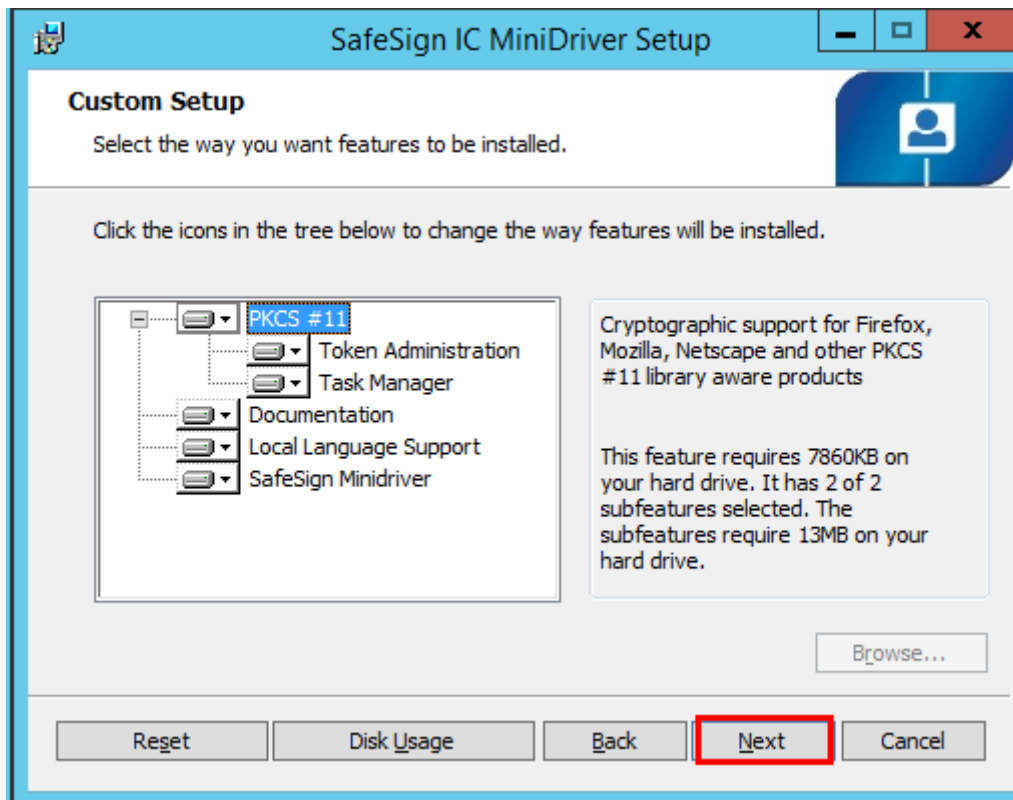 SafeSign IC MiniDriver Setup
Custom Setup
Select the way you want features to be installed.
Click the icons in the tree below to change the way features will be installed.
PKCS #11
Token Administration
Task Manager
Documentation
Local Language Support
SafeSign Minidriver
Cryptographic support for Firefox,
Mozilla, Netscape and other PKCS
#11 library aware products
This feature requires 7860KB on
your hard drive. It has 2 of 2
subfeatures selected. The
subfeatures require 13MB on your
hard drive.
Browse...
Reset
Disk Usage
Back
Next
Cancel